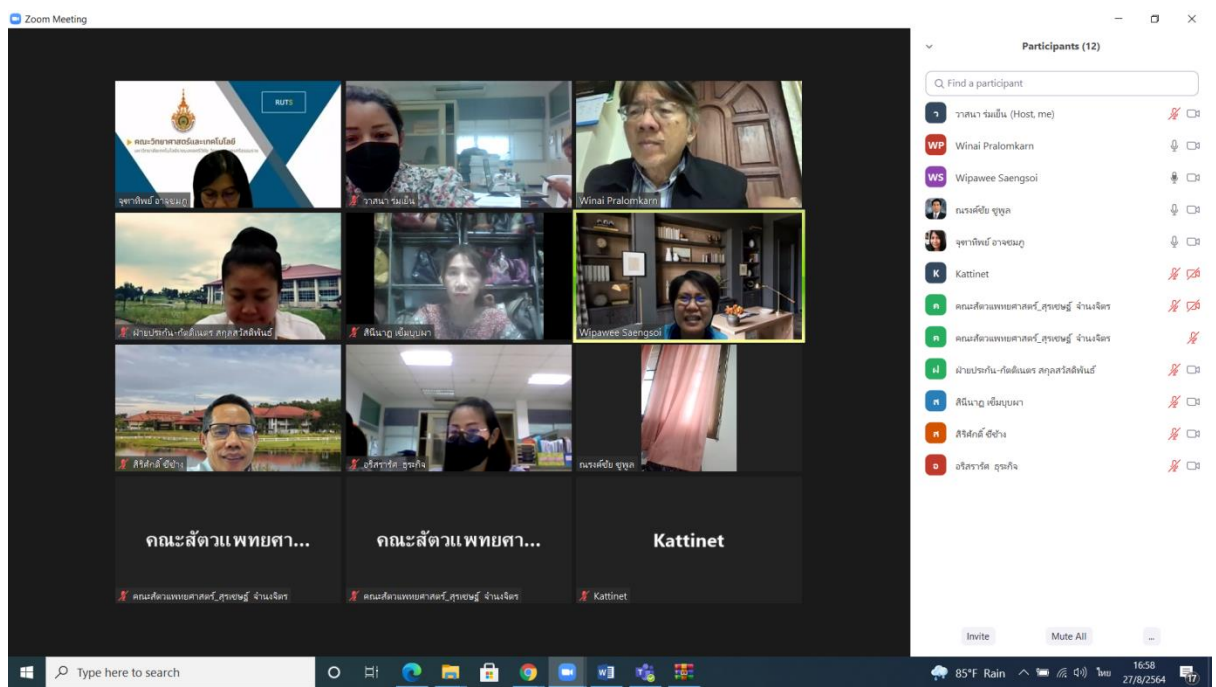 Zoom Meeting
Participants (12)
Find a participant
RUTS
คณะวิทยาศาสตร์และเทคโนโลยี
จุฑาทิพย์ อาจชมภู
วาสนา ร่มเย็น
Winai Pralomkarn
ฝ่ายประกัน-กัตติเนตร สกุลสวัสดิพันธ์
สินีนาฏ เข็มบุบผา
Wipawee Saengsoi
สิริศักดิ์ ชีช้าง
อริสรารัศ ธุระกิจ
ณรงค์ชัย ชูพูล
คณะสัตวแพทยศา...
คณะสัตวแพทยศา...
Kattinet
คณะสัตวแพทยศาสตร์_สุรเชษฐ์ จำนงจิตร
คณะสัตวแพทยศาสตร์_สุรเชษฐ์ จำนงจิตร
Kattinet
ว วาสนา ร่มเย็น (Host, me)
WP Winai Pralomkarn
WS Wipawee Saengsoi
ณรงค์ชัย ชูพูล
จุฑาทิพย์ อาจชมภู
K Kattinet
ค คณะสัตวแพทยศาสตร์_สุรเชษฐ์ จำนงจิตร
ค คณะสัตวแพทยศาสตร์_สุรเชษฐ์ จำนงจิตร
ฝ ฝ่ายประกัน-กัตติเนตร สกุลสวัสดิพันธ์
ส สินีนาฏ เข็มบุบผา
ส สิริศักดิ์ ชีช้าง
อ อริสรารัศ ธุระกิจ
Invite Mute All ...
Type here to search
85°F Rain ไทย 16:58
27/8/2564 17